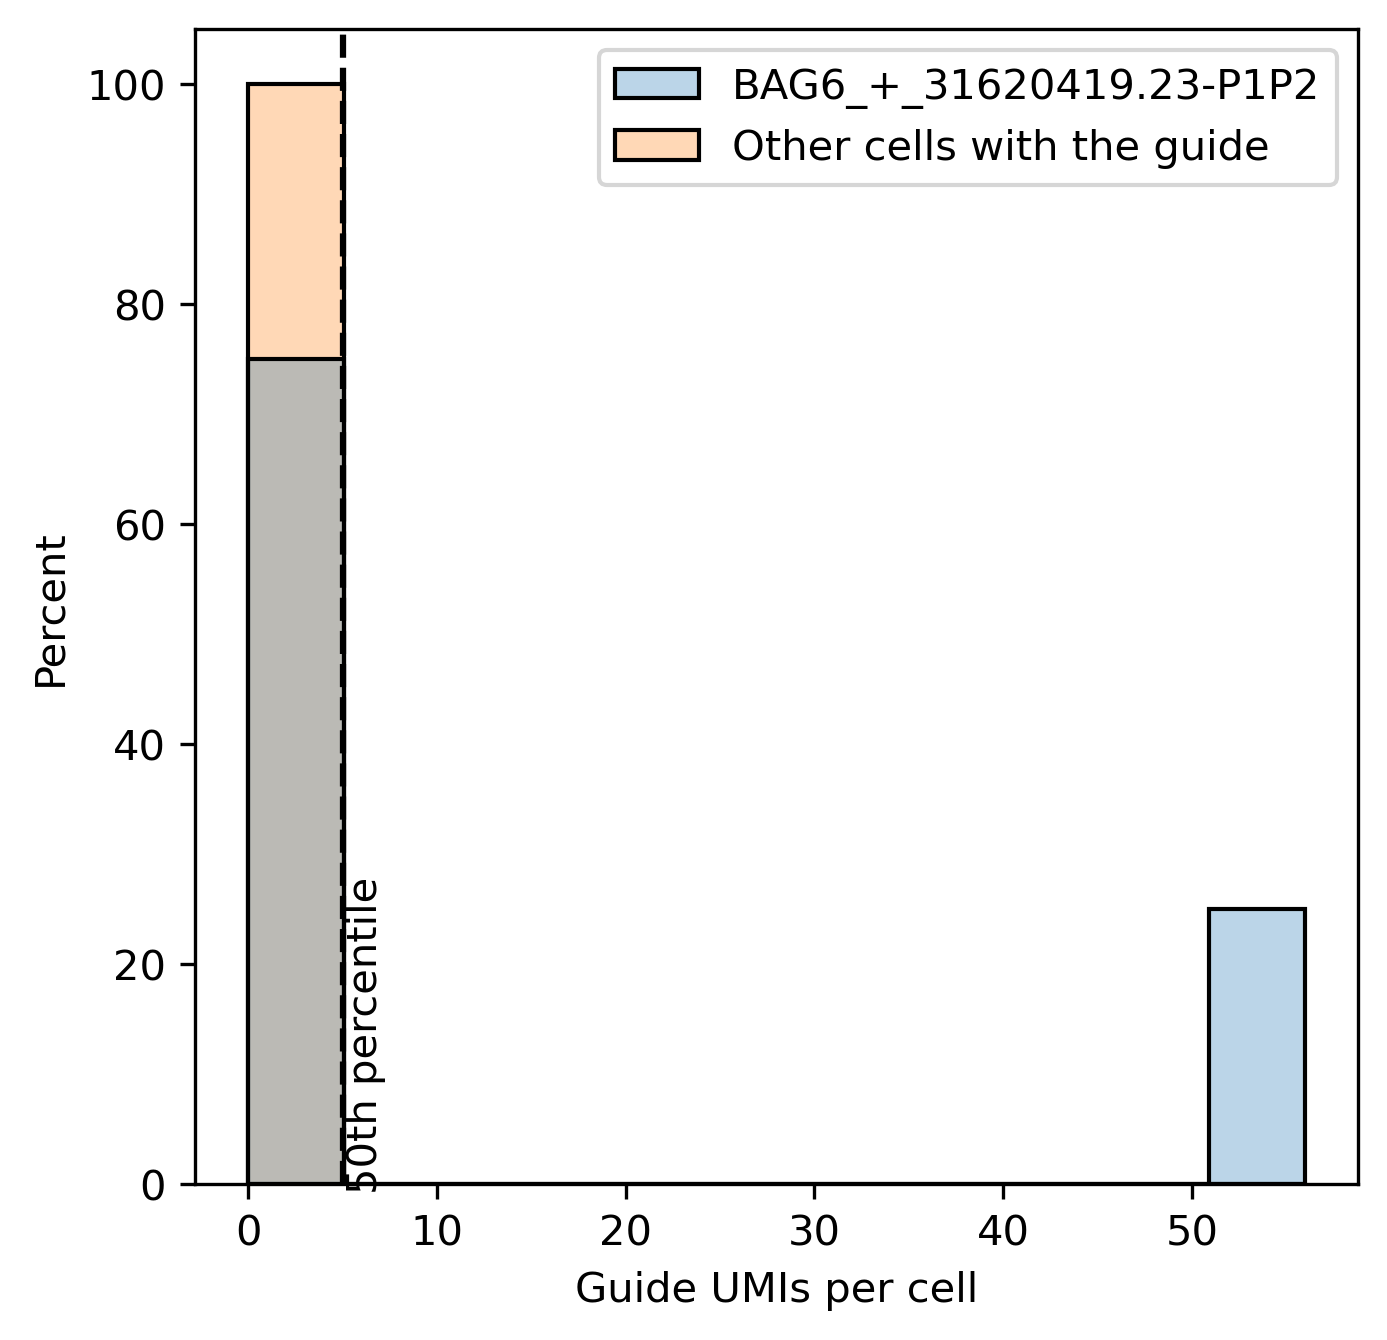 BAG6_+_31620419.23-P1P2
Other cells with the guide
100
80
60
40
20
0
Percent
50th percentile
0 10 20 30 40 50
Guide UMIs per cell